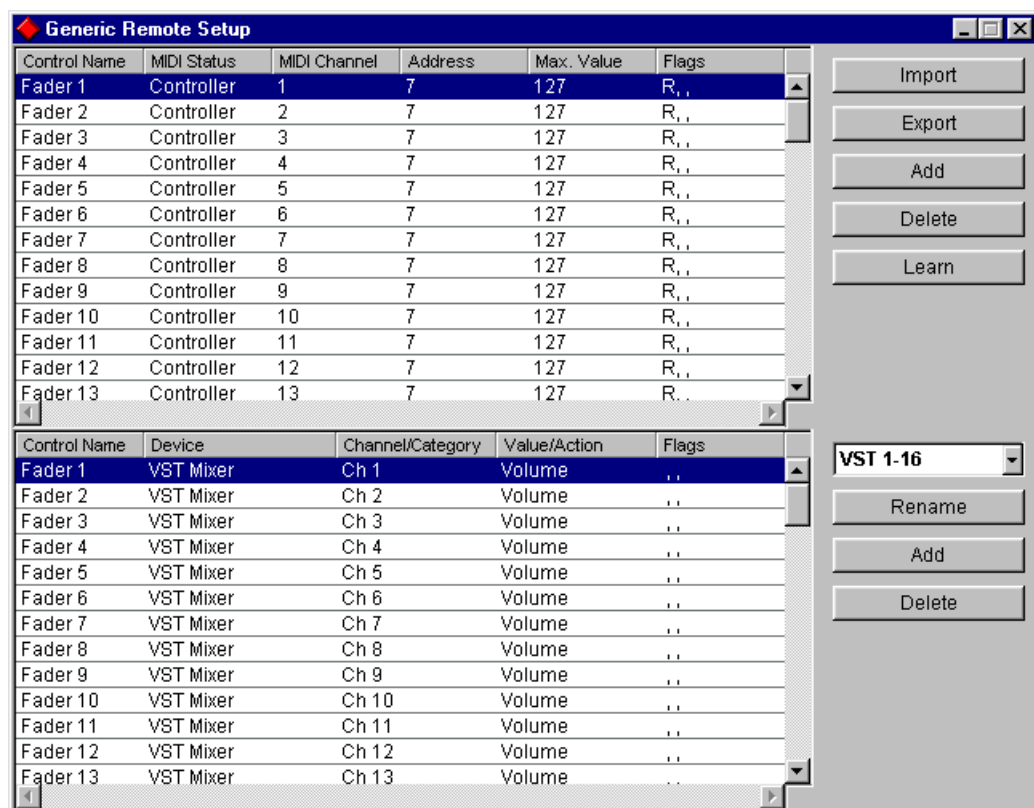 Generic Remote Setup
Control Name MIDI Status MIDI Channel Address Max. Value Flags
Fader 1 Controller 1 7 127 R, ,
Fader 2 Controller 2 7 127 R, ,
Fader 3 Controller 3 7 127 R, ,
Fader 4 Controller 4 7 127 R, ,
Fader 5 Controller 5 7 127 R, ,
Fader 6 Controller 6 7 127 R, ,
Fader 7 Controller 7 7 127 R, ,
Fader 8 Controller 8 7 127 R, ,
Fader 9 Controller 9 7 127 R, ,
Fader 10 Controller 10 7 127 R, ,
Fader 11 Controller 11 7 127 R, ,
Fader 12 Controller 12 7 127 R, ,
Fader 13 Controller 13 7 127 R, ,
Import
Export
Add
Delete
Learn
Control Name Device Channel/Category Value/Action Flags
Fader 1 VST Mixer Ch 1 Volume , ,
Fader 2 VST Mixer Ch 2 Volume , ,
Fader 3 VST Mixer Ch 3 Volume , ,
Fader 4 VST Mixer Ch 4 Volume , ,
Fader 5 VST Mixer Ch 5 Volume , ,
Fader 6 VST Mixer Ch 6 Volume , ,
Fader 7 VST Mixer Ch 7 Volume , ,
Fader 8 VST Mixer Ch 8 Volume , ,
Fader 9 VST Mixer Ch 9 Volume , ,
Fader 10 VST Mixer Ch 10 Volume , ,
Fader 11 VST Mixer Ch 11 Volume , ,
Fader 12 VST Mixer Ch 12 Volume , ,
Fader 13 VST Mixer Ch 13 Volume , ,
VST 1-16
Rename
Add
Delete